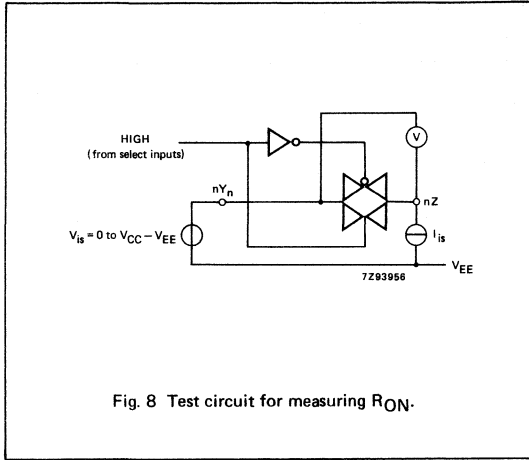 HIGH
(from select inputs)
V
nYn
nZ
Vis = 0 to VCC – VEE
Iis
VEE
7Z93956
Fig. 8 Test circuit for measuring RON.